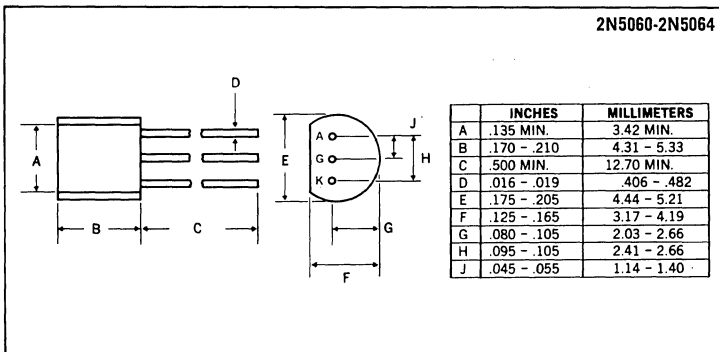 2N5060-2N5064
D
A
B
C
E
A
G
K
J
H
G
F
INCHES MILLIMETERS
A .135 MIN. 3.42 MIN.
B .170 – .210 4.31 – 5.33
C .500 MIN. 12.70 MIN.
D .016 – .019 .406 – .482
E .175 – .205 4.44 – 5.21
F .125 – .165 3.17 – 4.19
G .080 – .105 2.03 – 2.66
H .095 – .105 2.41 – 2.66
J .045 – .055 1.14 – 1.40